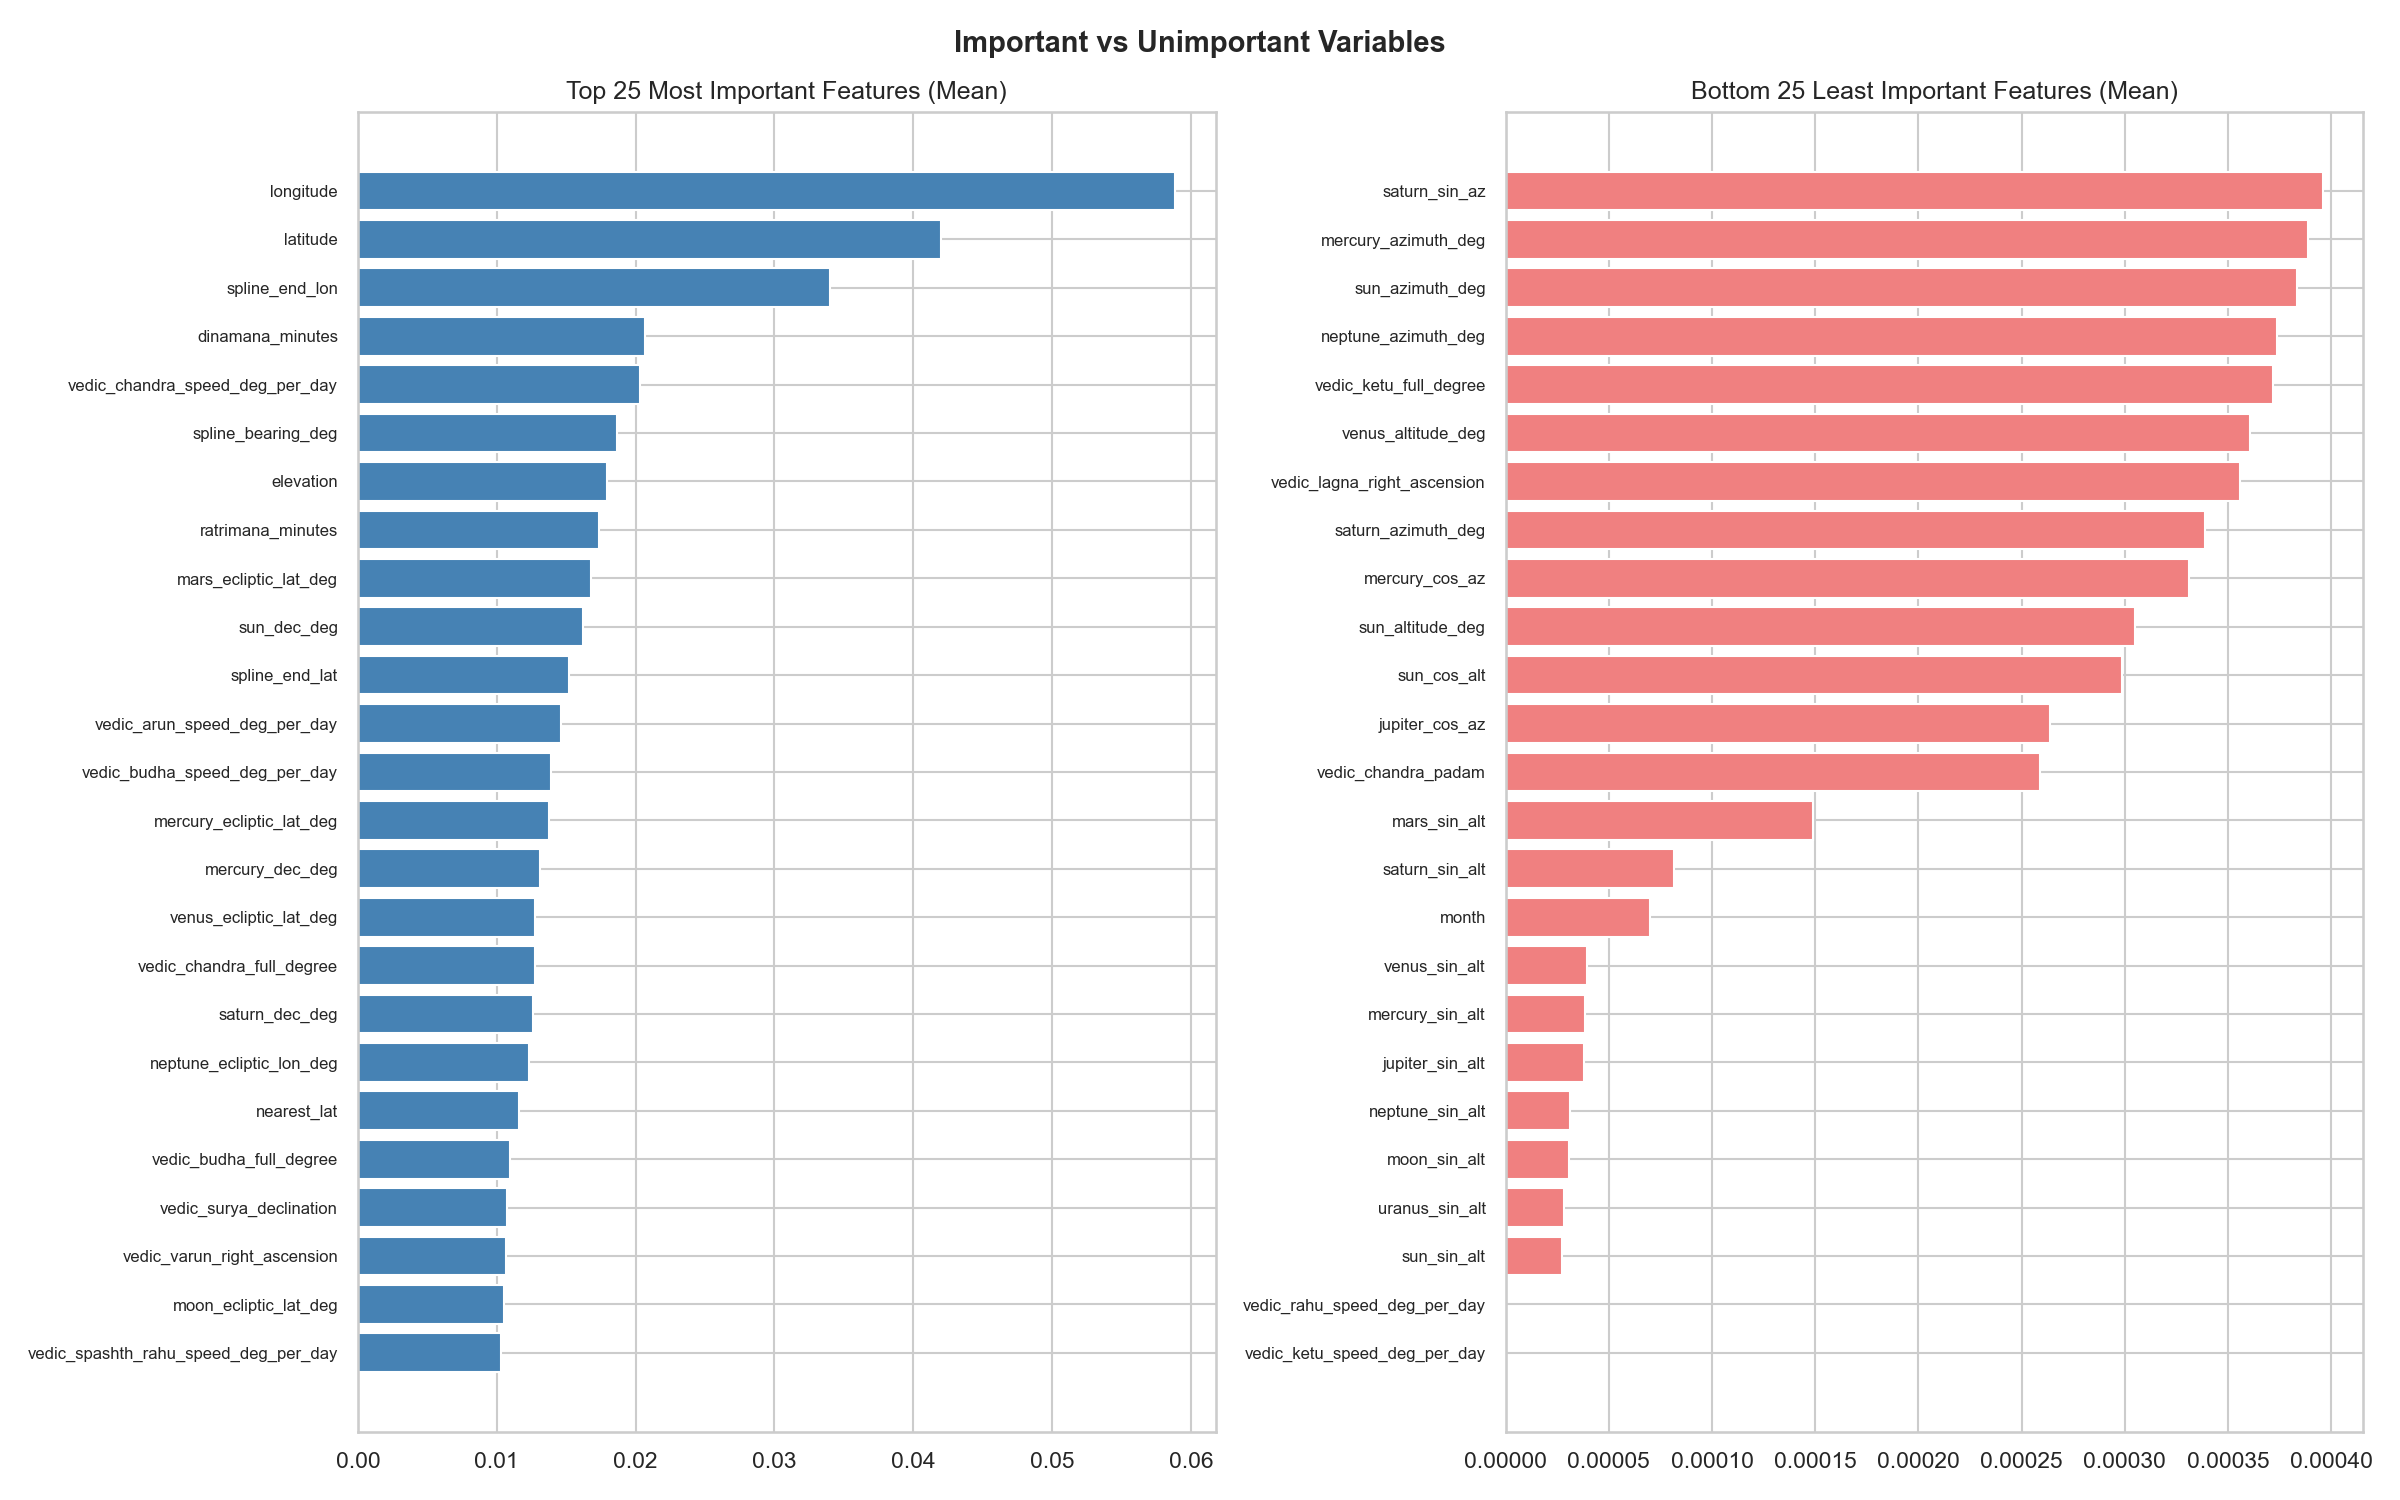 Important vs Unimportant Variables
Top 25 Most Important Features (Mean)
longitude
latitude
spline_end_lon
dinamana_minutes
vedic_chandra_speed_deg_per_day
spline_bearing_deg
elevation
ratrimana_minutes
mars_ecliptic_lat_deg
sun_dec_deg
spline_end_lat
vedic_arun_speed_deg_per_day
vedic_budha_speed_deg_per_day
mercury_ecliptic_lat_deg
mercury_dec_deg
venus_ecliptic_lat_deg
vedic_chandra_full_degree
saturn_dec_deg
neptune_ecliptic_lon_deg
nearest_lat
vedic_budha_full_degree
vedic_surya_declination
vedic_varun_right_ascension
moon_ecliptic_lat_deg
vedic_spashth_rahu_speed_deg_per_day
0.00 0.01 0.02 0.03 0.04 0.05 0.06
Bottom 25 Least Important Features (Mean)
saturn_sin_az
mercury_azimuth_deg
sun_azimuth_deg
neptune_azimuth_deg
vedic_ketu_full_degree
venus_altitude_deg
vedic_lagna_right_ascension
saturn_azimuth_deg
mercury_cos_az
sun_altitude_deg
sun_cos_alt
jupiter_cos_az
vedic_chandra_padam
mars_sin_alt
saturn_sin_alt
month
venus_sin_alt
mercury_sin_alt
jupiter_sin_alt
neptune_sin_alt
moon_sin_alt
uranus_sin_alt
sun_sin_alt
vedic_rahu_speed_deg_per_day
vedic_ketu_speed_deg_per_day
0.00000 0.00005 0.00010 0.00015 0.00020 0.00025 0.00030 0.00035 0.00040